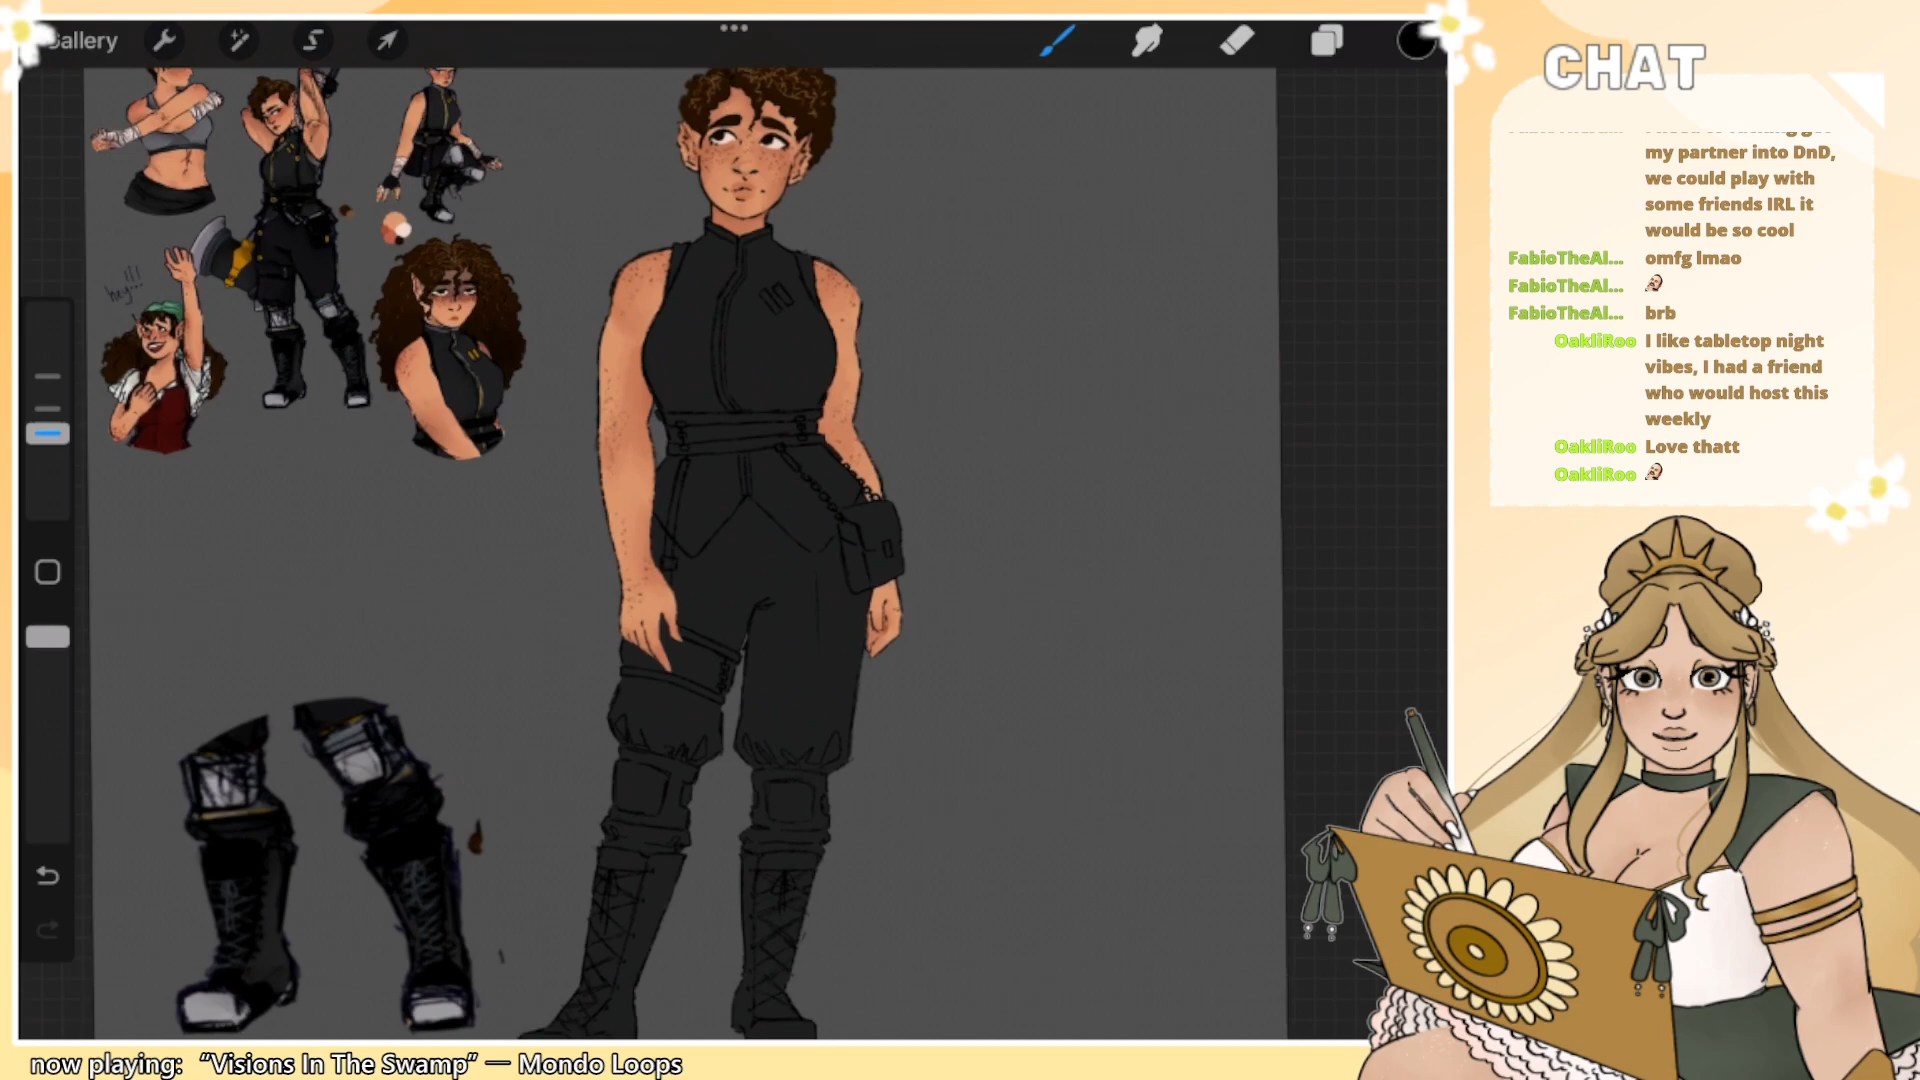 Gallery
CHAT
my partner into DnD,
we could play with
some friends IRL it
would be so cool
FabioTheAl... omfg lmao
FabioTheAl...
FabioTheAl... brb
OakliRoo I like tabletop night
vibes, I had a friend
who would host this
weekly
OakliRoo Love thatt
OakliRoo
hey!!!
now playing: “Visions In The Swamp” — Mondo Loops